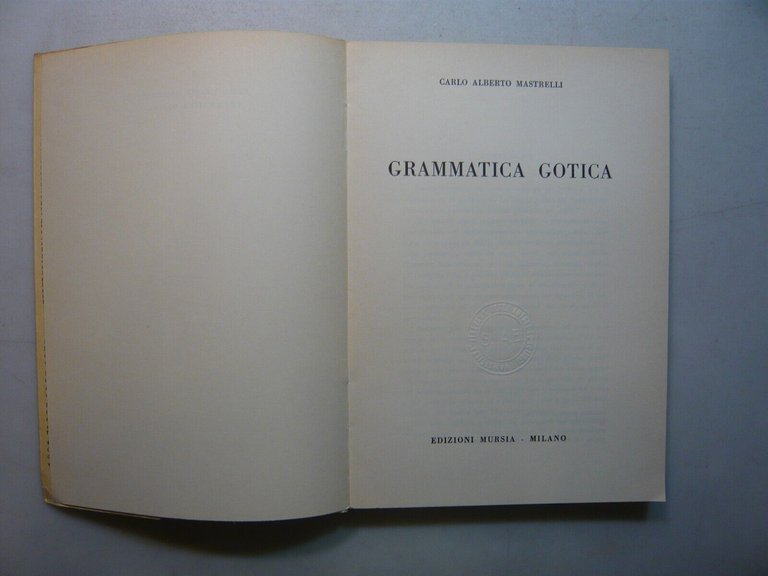 CARLO ALBERTO MASTRELLI
GRAMMATICA GOTICA
EDIZIONI MURSIA - MILANO